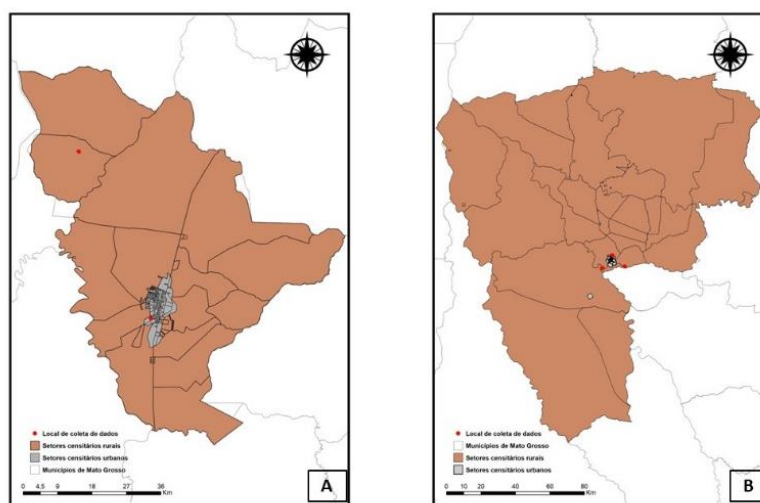 Local de coleta de dados
Setores censitários rurais
Setores censitários urbanos
Municípios de Mato Grosso
0 4,5 9 18 27 36
Km
A
Local de coleta de dados
Municípios de Mato Grosso
Setores censitários rurais
Setores censitários urbanos
0 10 20 40 60 80
Km
B